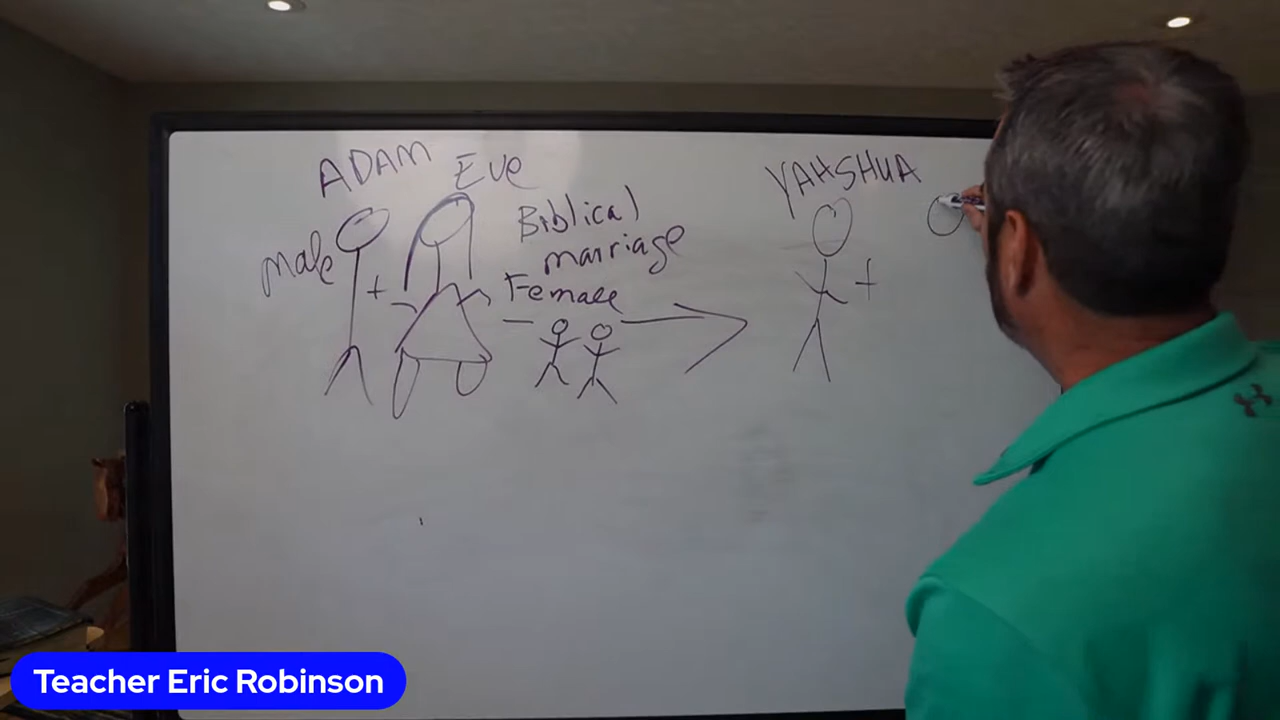 ADAM
Eve
male
+
Biblical
marriage
Female
YAHSHUA
+
Teacher Eric Robinson